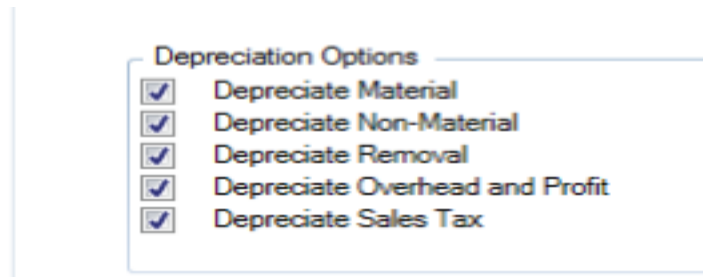 Depreciation Options
Depreciate Material
Depreciate Non-Material
Depreciate Removal
Depreciate Overhead and Profit
Depreciate Sales Tax